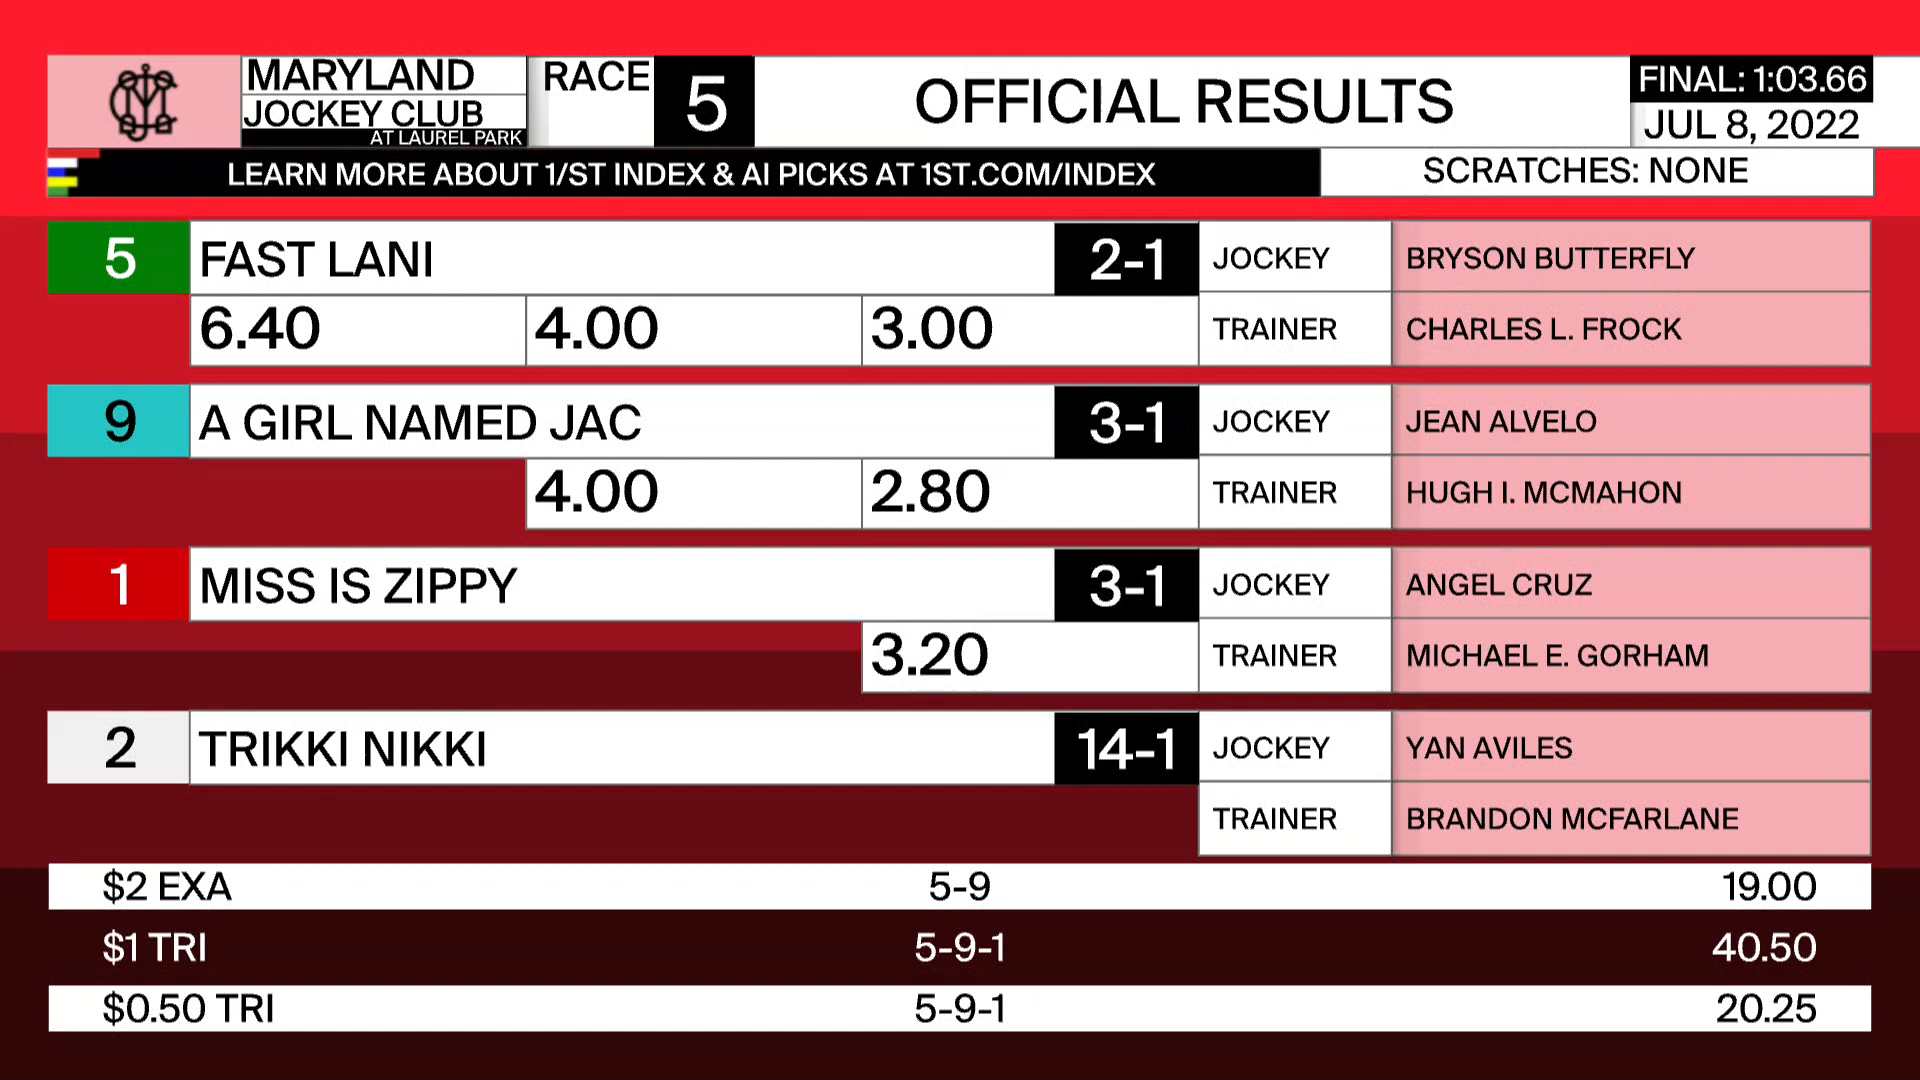 MARYLAND
JOCKEY CLUB
AT LAUREL PARK
RACE
5
OFFICIAL RESULTS
FINAL: 1:03.66
JUL 8, 2022
LEARN MORE ABOUT 1/ST INDEX & AI PICKS AT 1ST.COM/INDEX
SCRATCHES: NONE
5 FAST LANI 2-1 JOCKEY BRYSON BUTTERFLY
6.40 4.00 3.00 TRAINER CHARLES L. FROCK
9 A GIRL NAMED JAC 3-1 JOCKEY JEAN ALVELO
4.00 2.80 TRAINER HUGH I. MCMAHON
1 MISS IS ZIPPY 3-1 JOCKEY ANGEL CRUZ
3.20 TRAINER MICHAEL E. GORHAM
2 TRIKKI NIKKI 14-1 JOCKEY YAN AVILES
TRAINER BRANDON MCFARLANE
$2 EXA 5-9 19.00
$1 TRI 5-9-1 40.50
$0.50 TRI 5-9-1 20.25